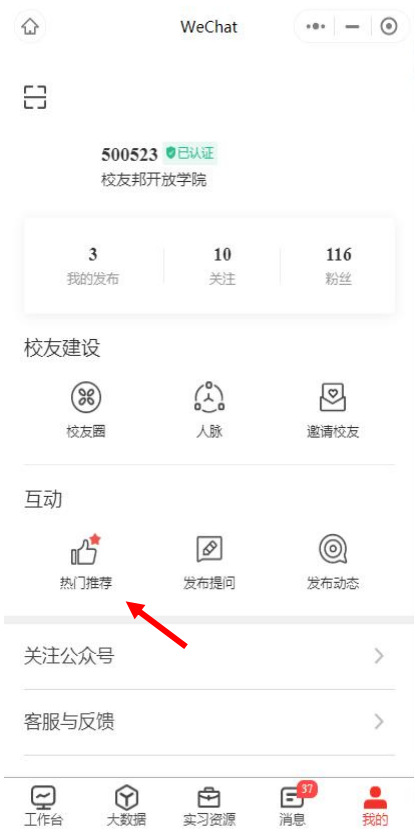 WeChat
500523 已认证
校友邦开放学院
3 10 116
我的发布 关注 粉丝
校友建设
校友圈 人脉 邀请校友
互动
热门推荐 发布提问 发布动态
关注公众号
客服与反馈
37
工作台 大数据 实习资源 消息 我的